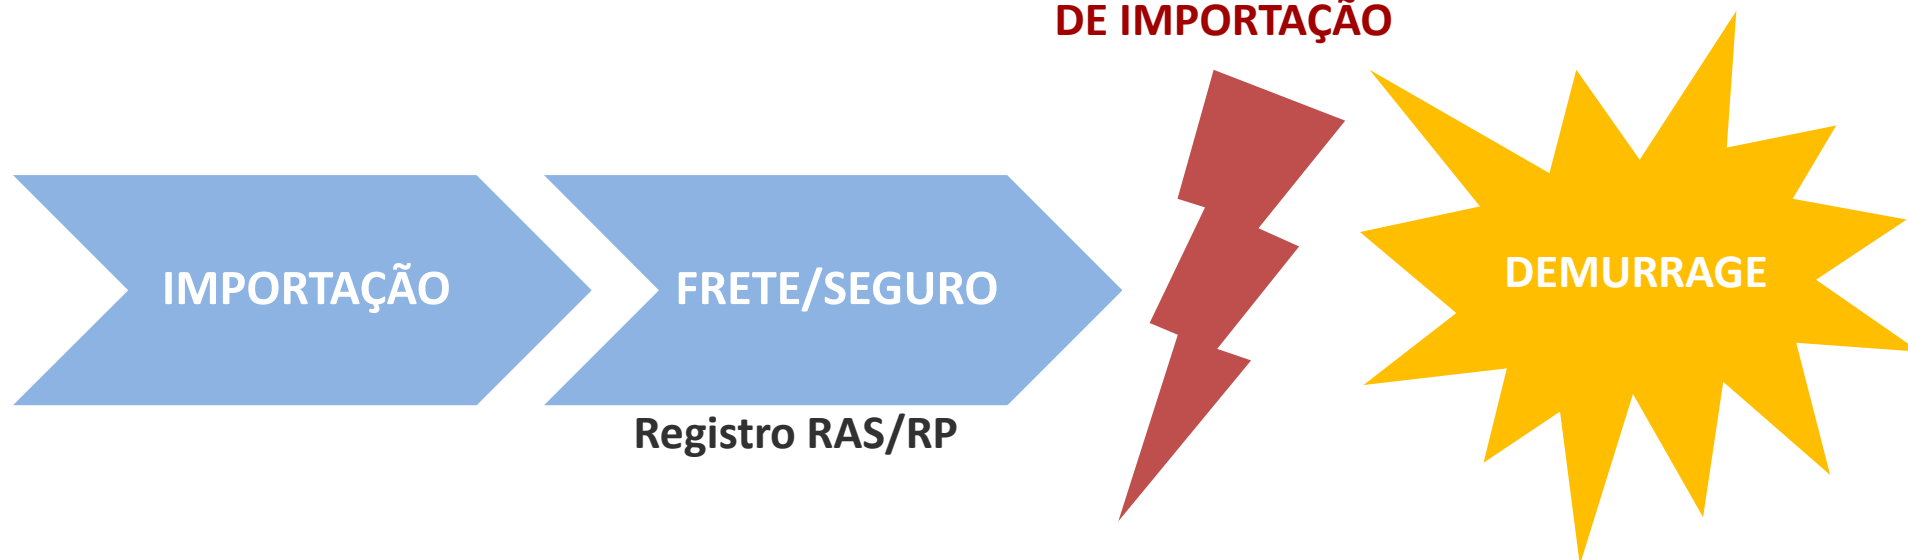 DE IMPORTAÇÃO
IMPORTAÇÃO
FRETE/SEGURO
DEMURRAGE
Registro RAS/RP